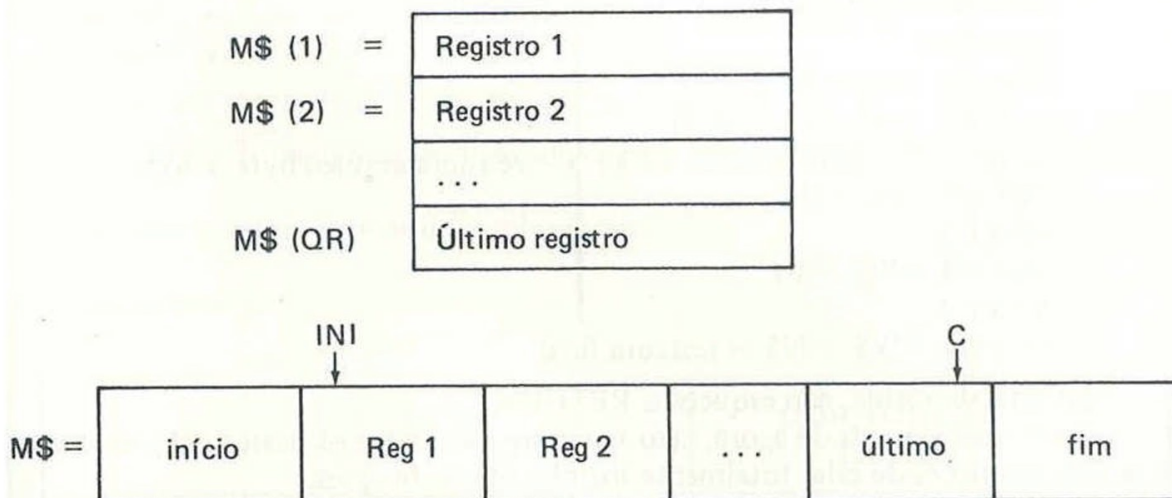 M$ (1) = Registro 1
M$ (2) = Registro 2
...
M$ (QR) Último registro
INI C
M$ = início Reg 1 Reg 2 ... último fim